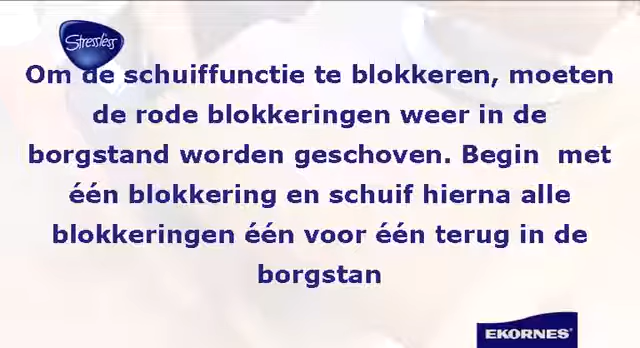 Stressless
Om de schuiffunctie te blokkeren, moeten
de rode blokkeringen weer in de
borgstand worden geschoven. Begin  met
één blokkering en schuif hierna alle
blokkeringen één voor één terug in de
borgstan
EKORNES®